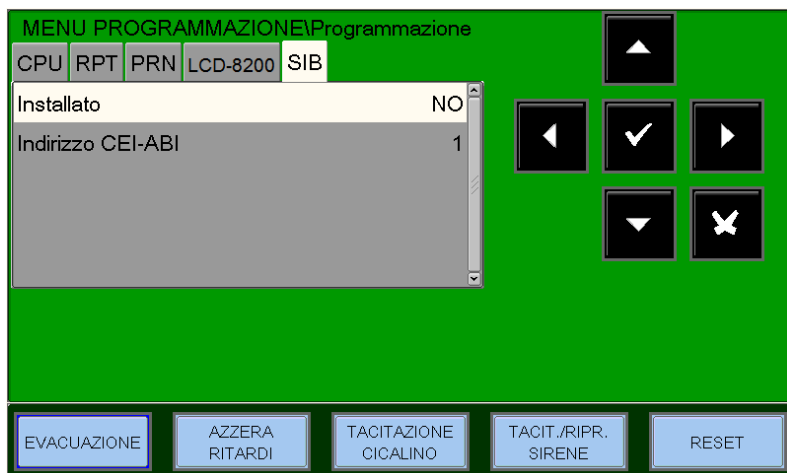 MENU PROGRAMMAZIONE\Programmazione
CPU RPT PRN LCD-8200 SIB
Installato NO
Indirizzo CEI-ABI 1
EVACUAZIONE
AZZERA
RITARDI
TACITAZIONE
CICALINO
TACIT./RIPR.
SIRENE
RESET